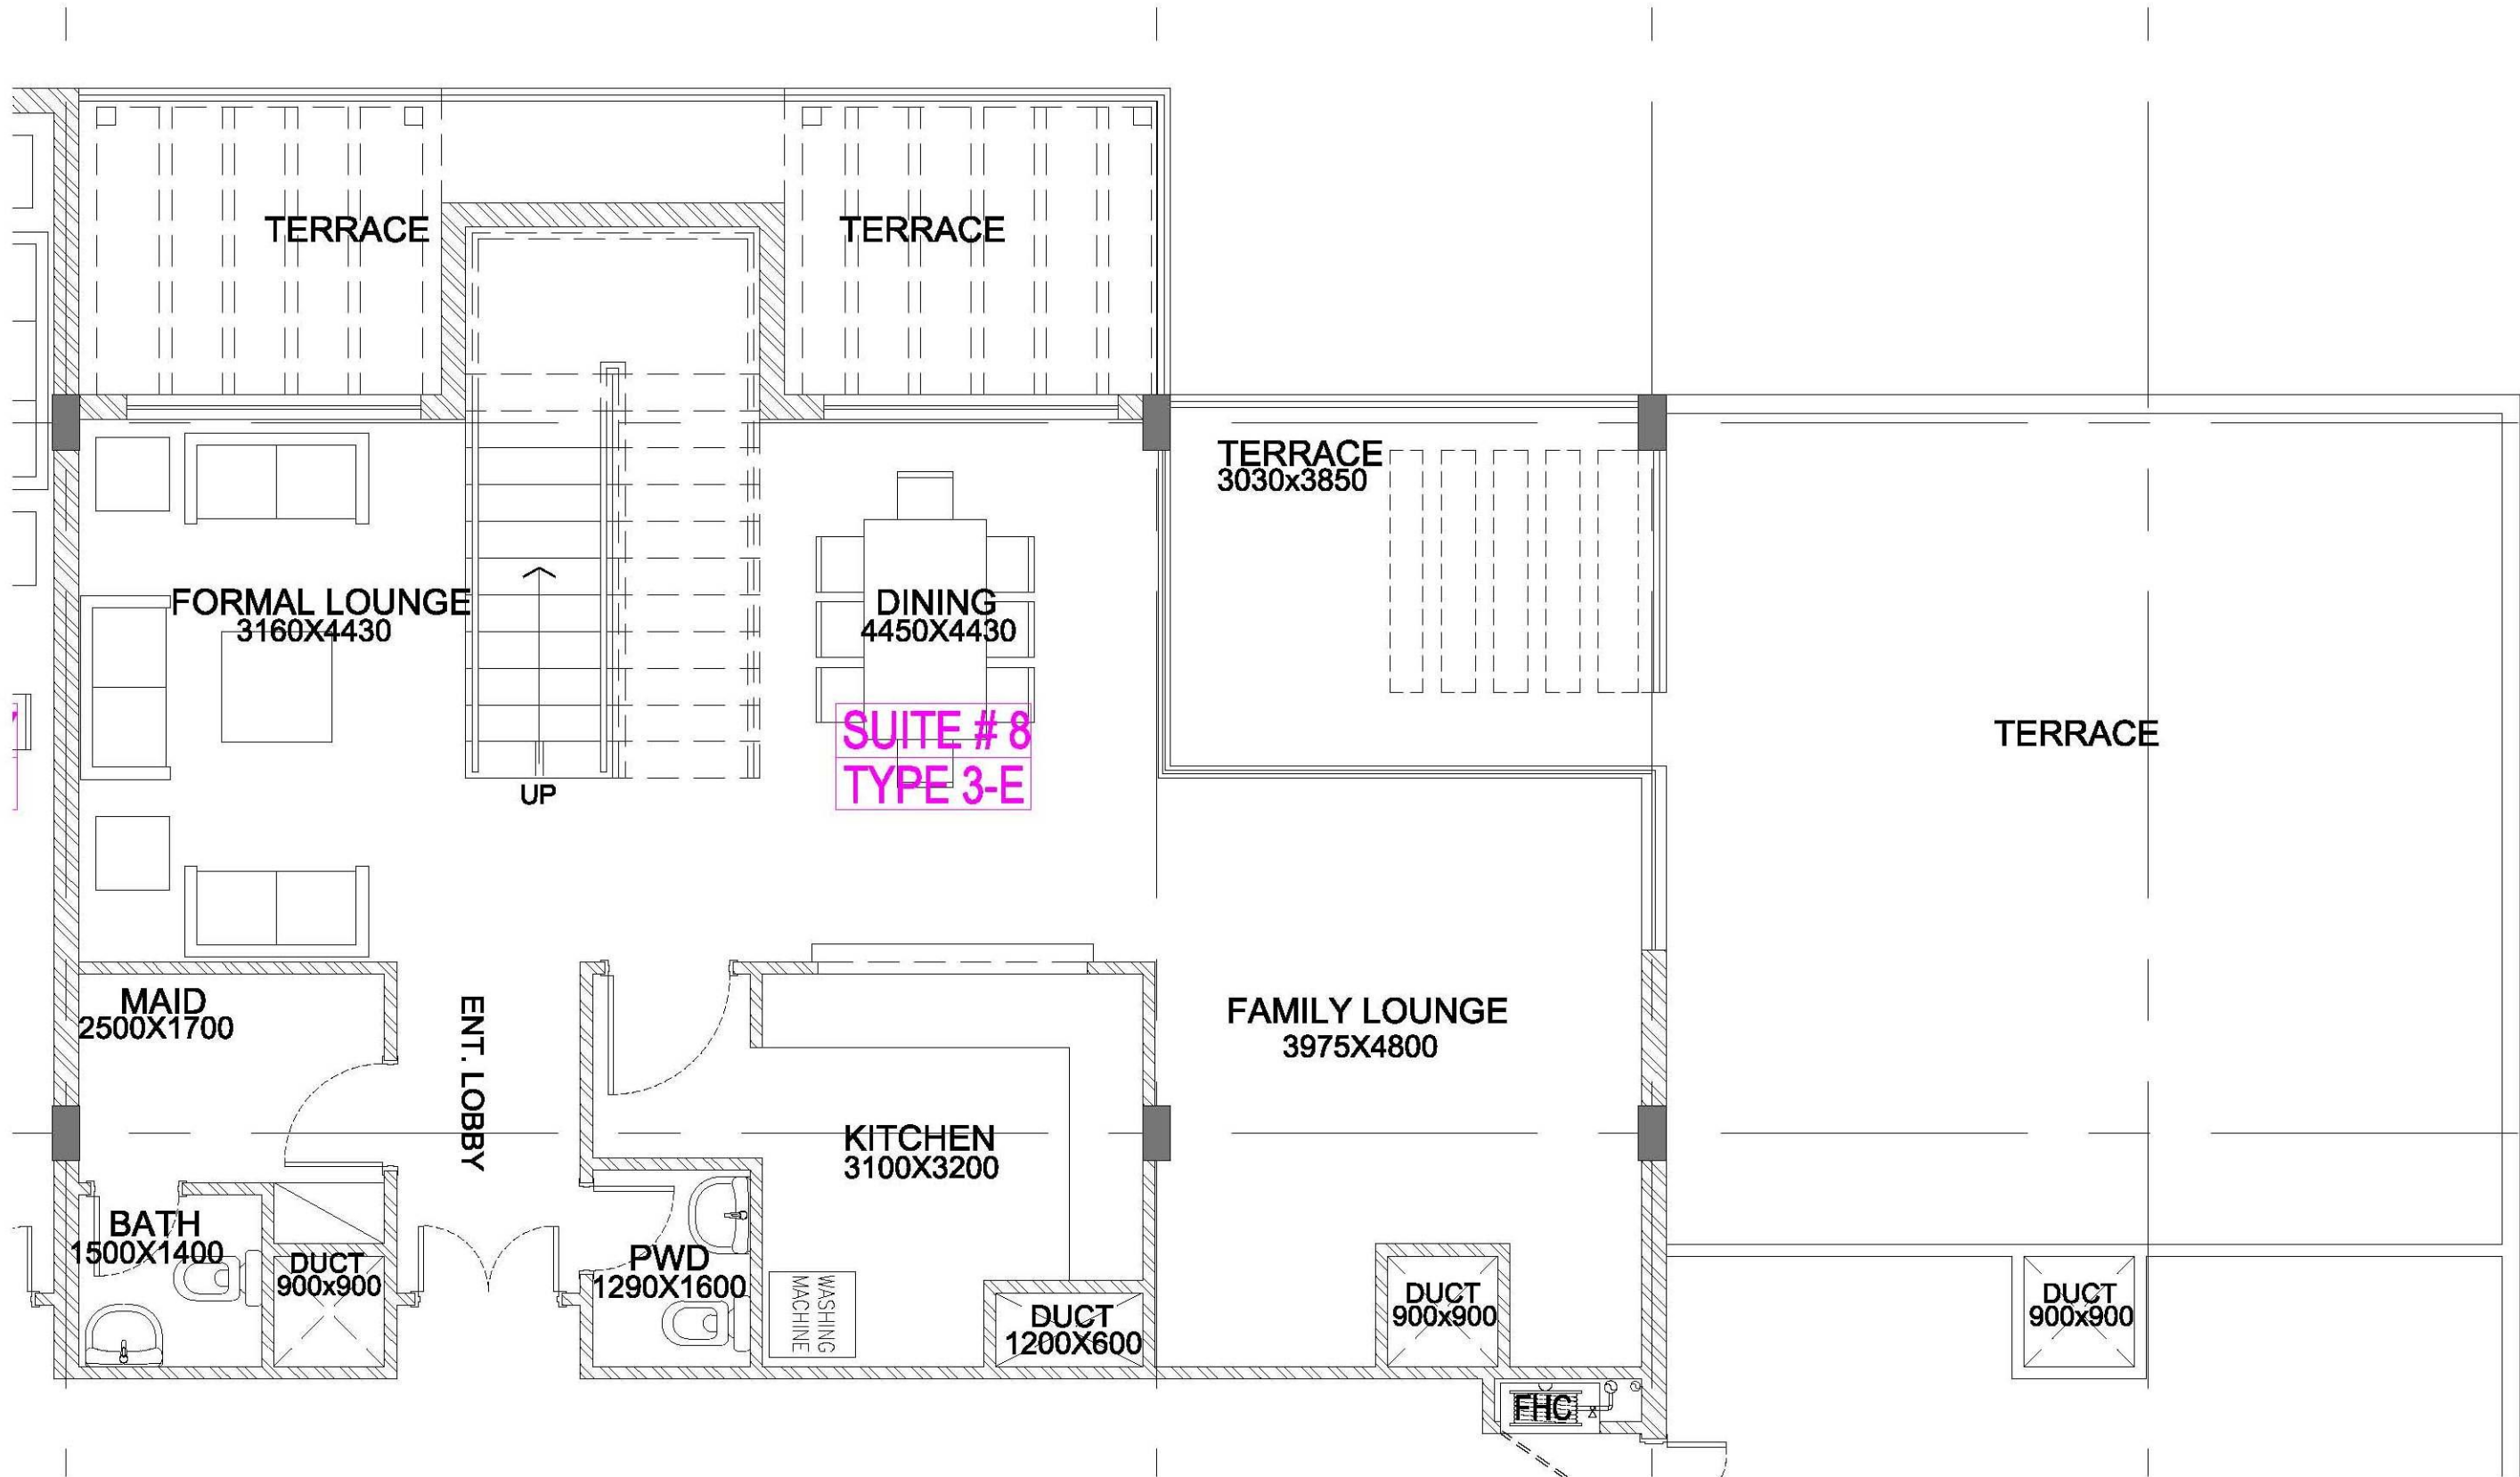 TERRACE
TERRACE
TERRACE
3030x3850
FORMAL LOUNGE
3160X4430
DINING
4450X4430
SUITE # 8
TYPE 3-E
UP
TERRACE
MAID
2500X1700
ENT. LOBBY
FAMILY LOUNGE
3975X4800
KITCHEN
3100X3200
BATH
1500X1400
DUCT
900x900
PWD
1290X1600
WASHING
MACHINE
DUCT
1200X600
DUCT
900x900
DUCT
900x900
FHC